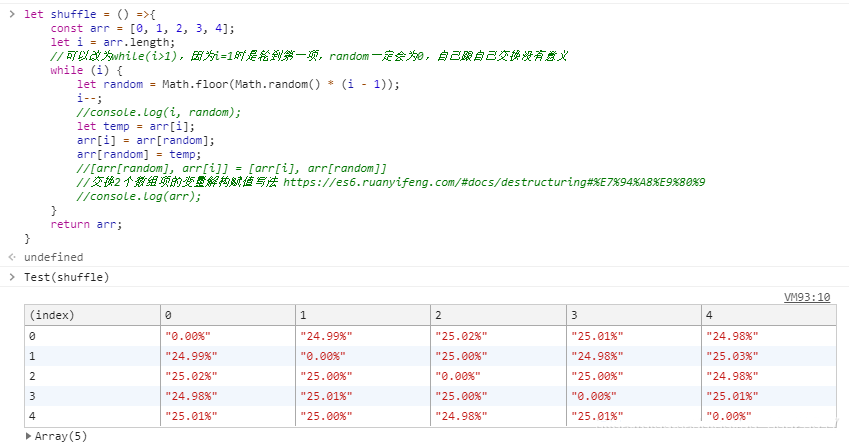 let shuffle = () =>{
const arr = [0, 1, 2, 3, 4];
let i = arr.length;
//可以改为while(i>1),因为i=1时是轮到第一项,random一定会为0,自己跟自己交换没有意义
while (i) {
let random = Math.floor(Math.random() * (i - 1));
i--;
//console.log(i, random);
let temp = arr[i];
arr[i] = arr[random];
arr[random] = temp;
//[arr[random], arr[i]] = [arr[i], arr[random]]
//交换2个数组项的变量解构赋值写法 https://es6.ruanyifeng.com/#docs/destructuring#%E7%94%A8%E9%80%9
//console.log(arr);
}
return arr;
}
undefined
Test(shuffle)
VM93:10
(index) 0 1 2 3 4
0 "0.00%" "24.99%" "25.02%" "25.01%" "24.98%"
1 "24.99%" "0.00%" "25.00%" "24.98%" "25.03%"
2 "25.02%" "25.00%" "0.00%" "25.00%" "24.98%"
3 "24.98%" "25.01%" "25.00%" "0.00%" "25.01%"
4 "25.01%" "25.00%" "24.98%" "25.01%" "0.00%"
Array(5)